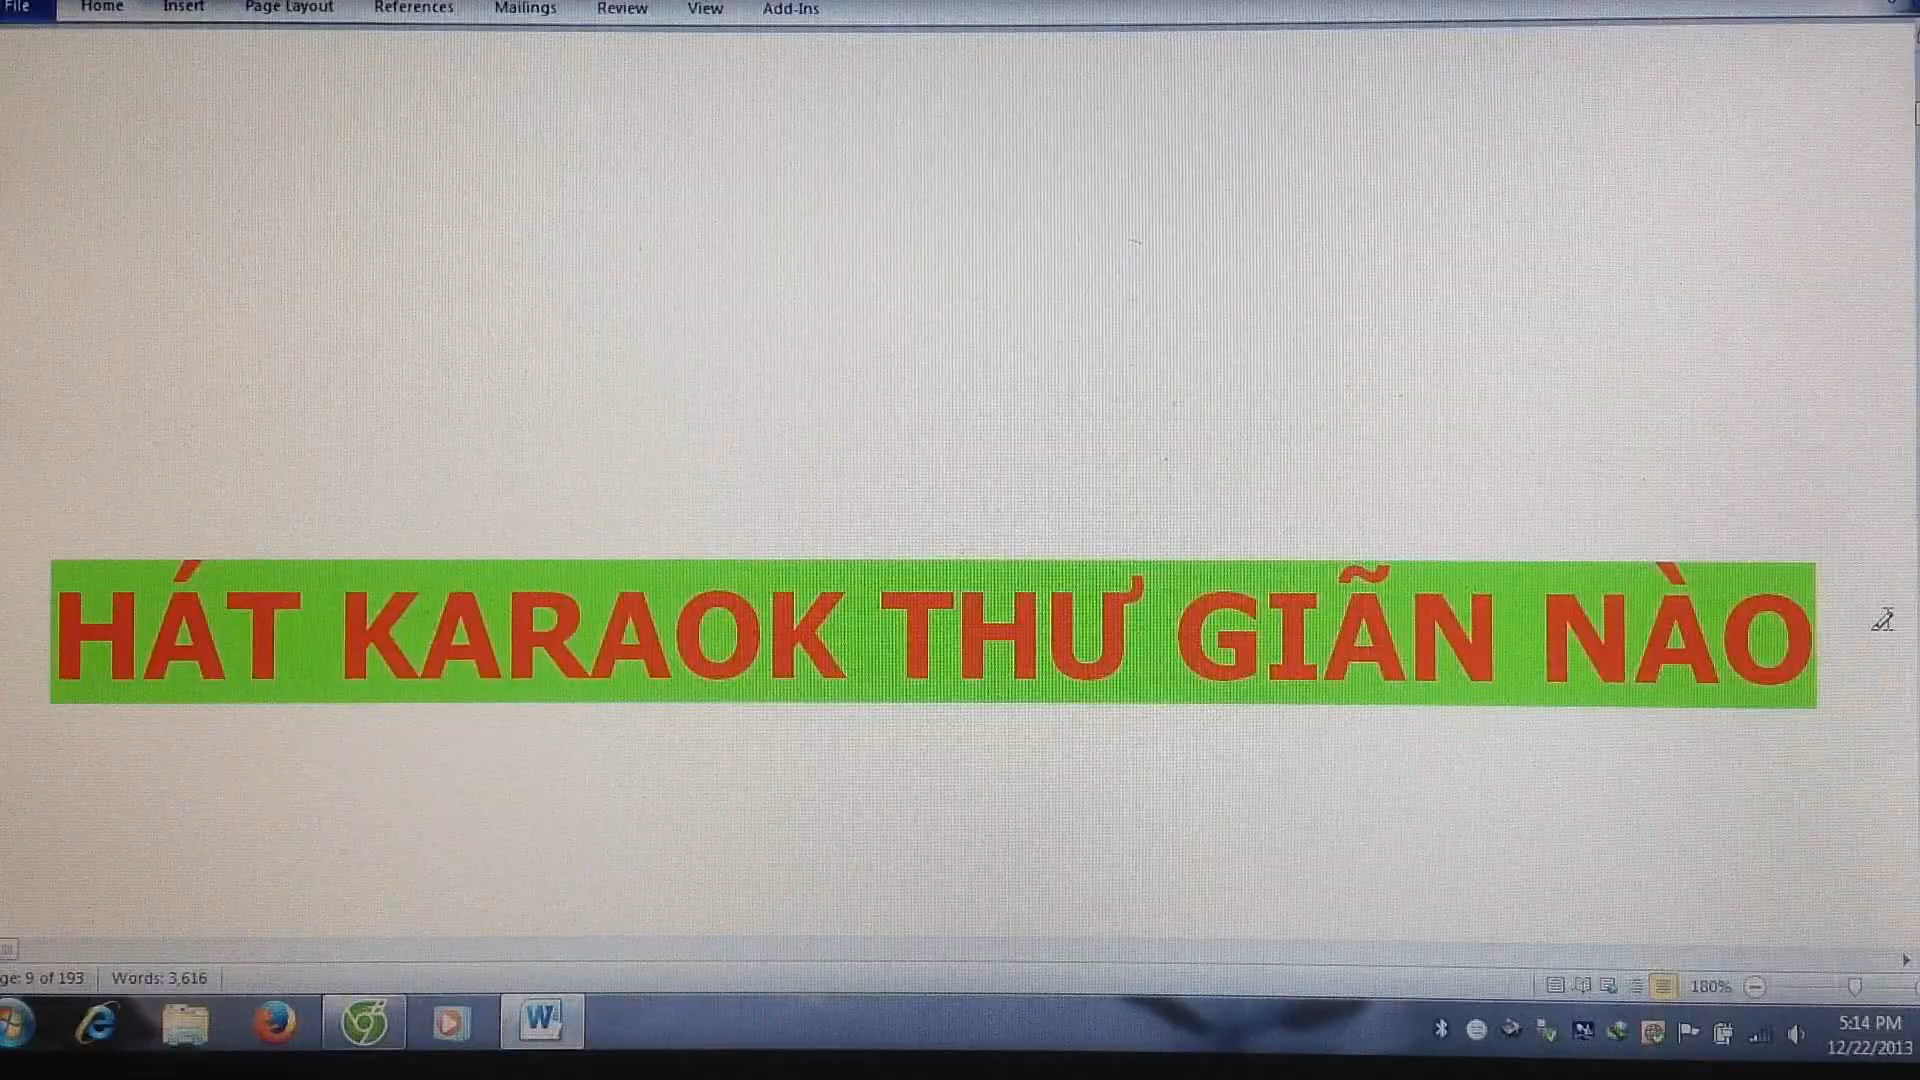 File Home Insert Page Layout References Mailings Review View Add-Ins
HÁT KARAOK THƯ GIÃN NÀO
ge: 9 of 193 Words: 3,616 180%
5:14 PM
12/22/2013